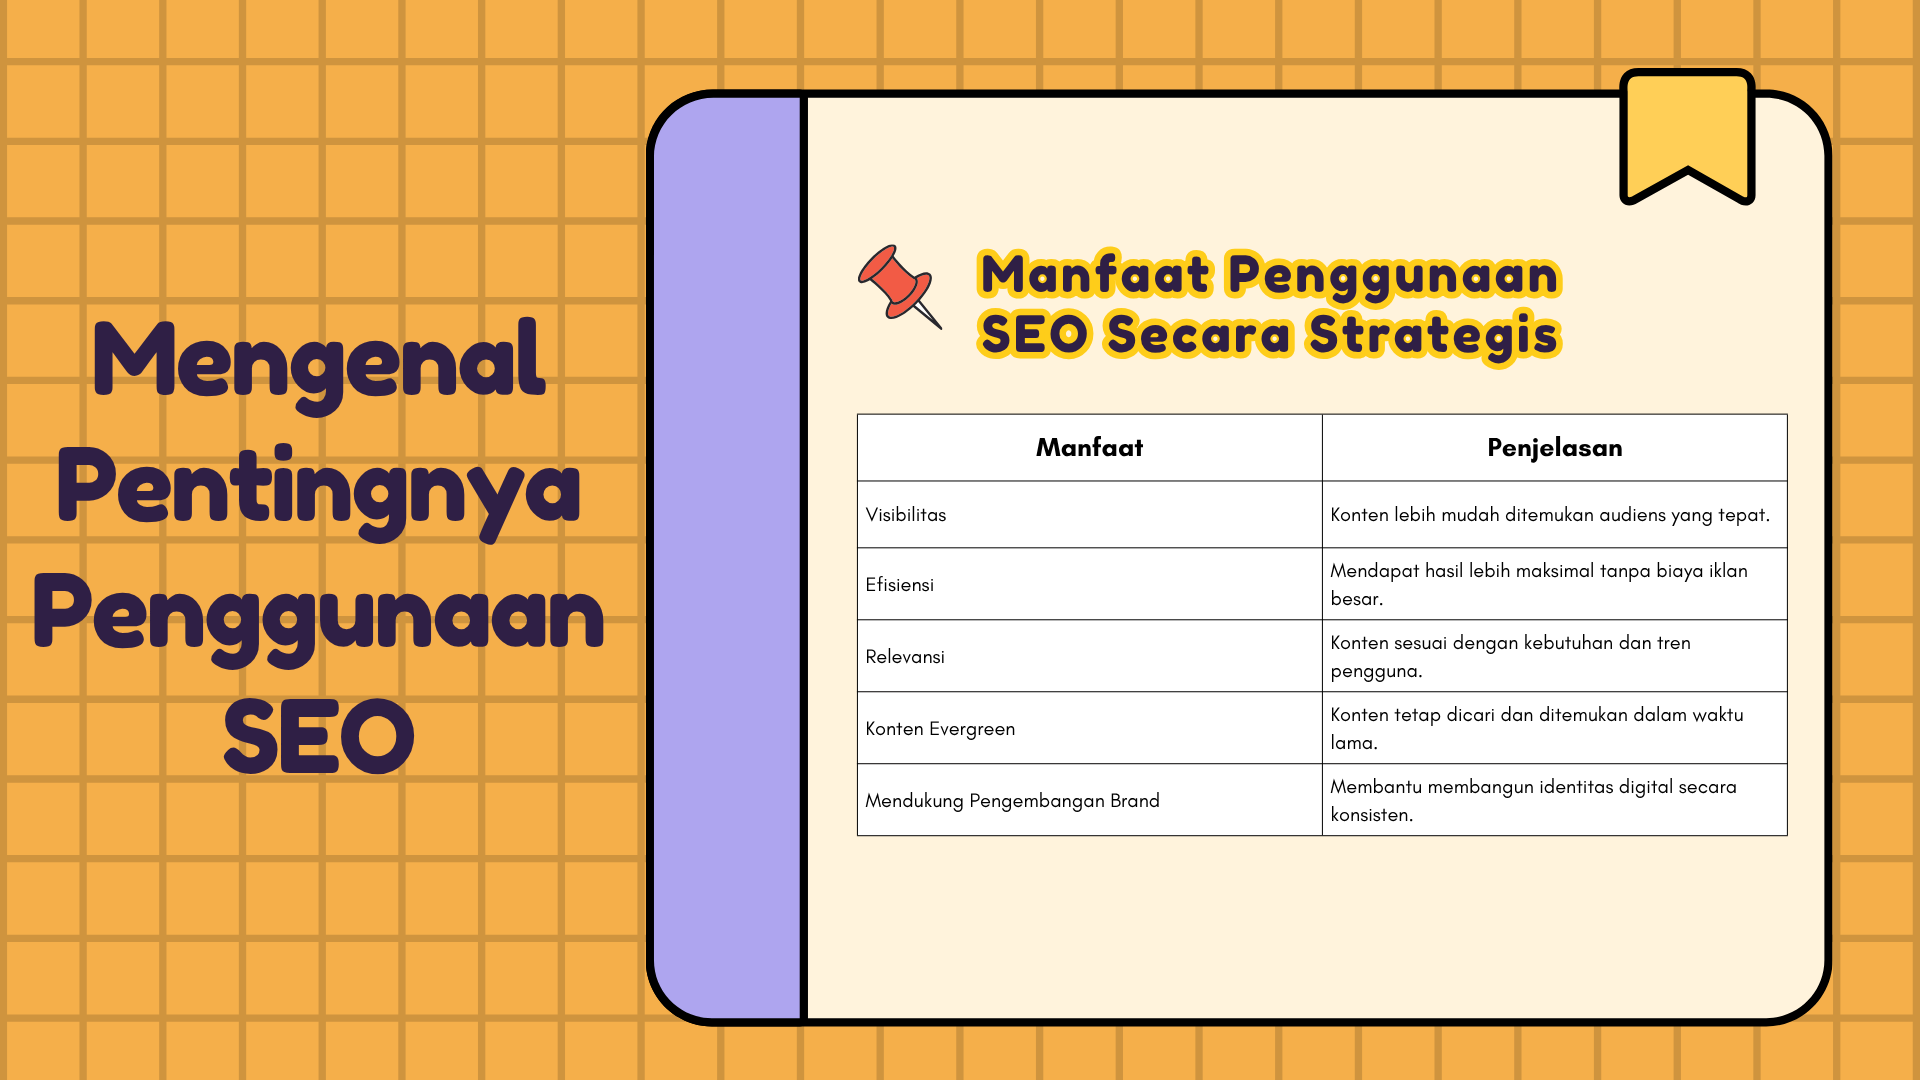 Mengenal
Pentingnya
Penggunaan
SEO
Manfaat Penggunaan
SEO Secara Strategis
Manfaat
Penjelasan
Visibilitas
Konten lebih mudah ditemukan audiens yang tepat.
Efisiensi
Mendapat hasil lebih maksimal tanpa biaya iklan
besar.
Relevansi
Konten sesuai dengan kebutuhan dan tren
pengguna.
Konten Evergreen
Konten tetap dicari dan ditemukan dalam waktu
lama.
Mendukung Pengembangan Brand
Membantu membangun identitas digital secara
konsisten.